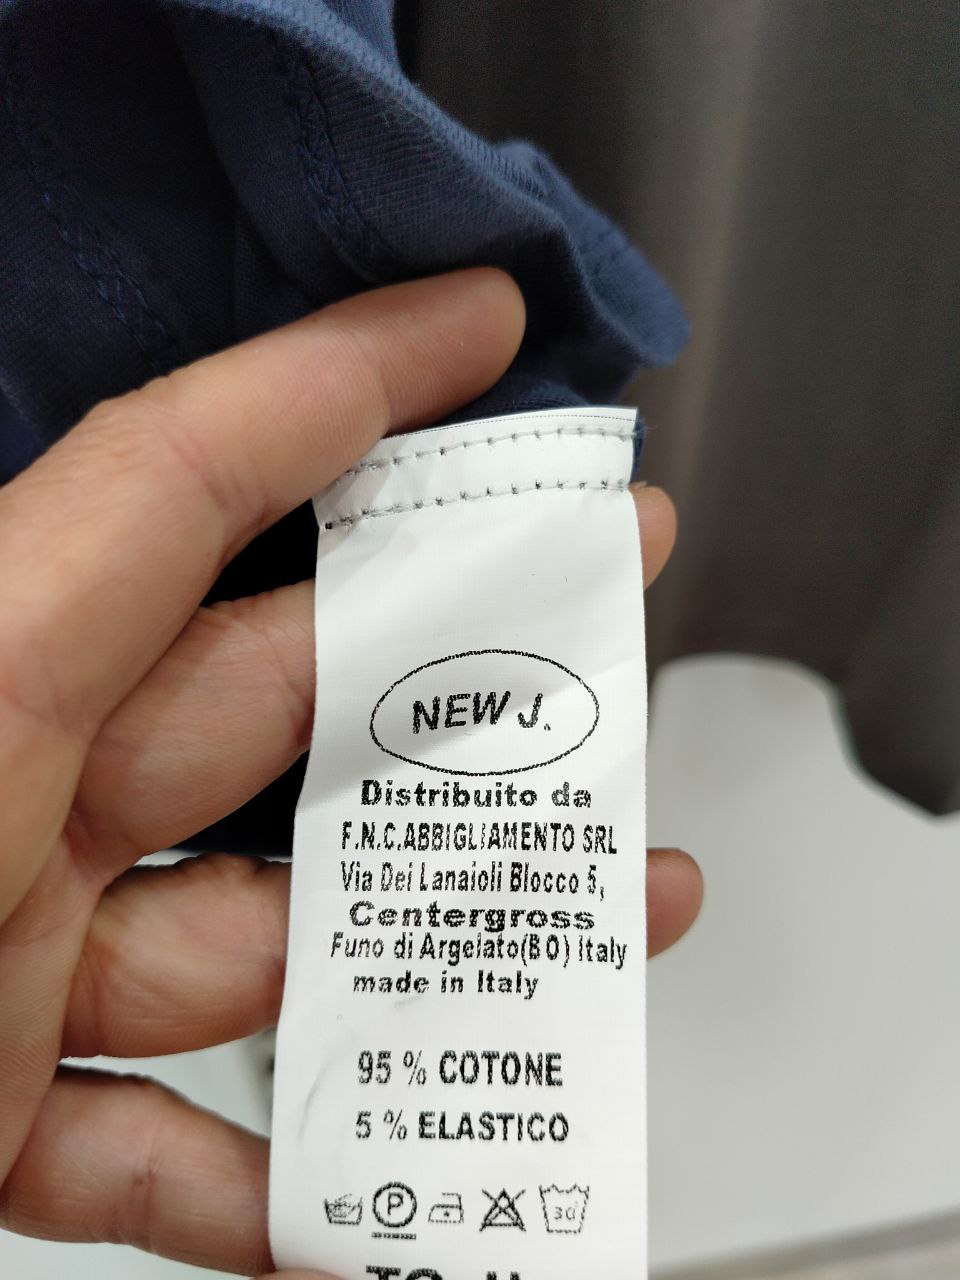 NEW J.
Distribuito da
F.N.C.ABBIGLIAMENTO SRL
Via Dei Lanaioli Blocco 5,
Centergross
Funo di Argelato(BO) Italy
made in Italy
95 % COTONE
5 % ELASTICO
P
30